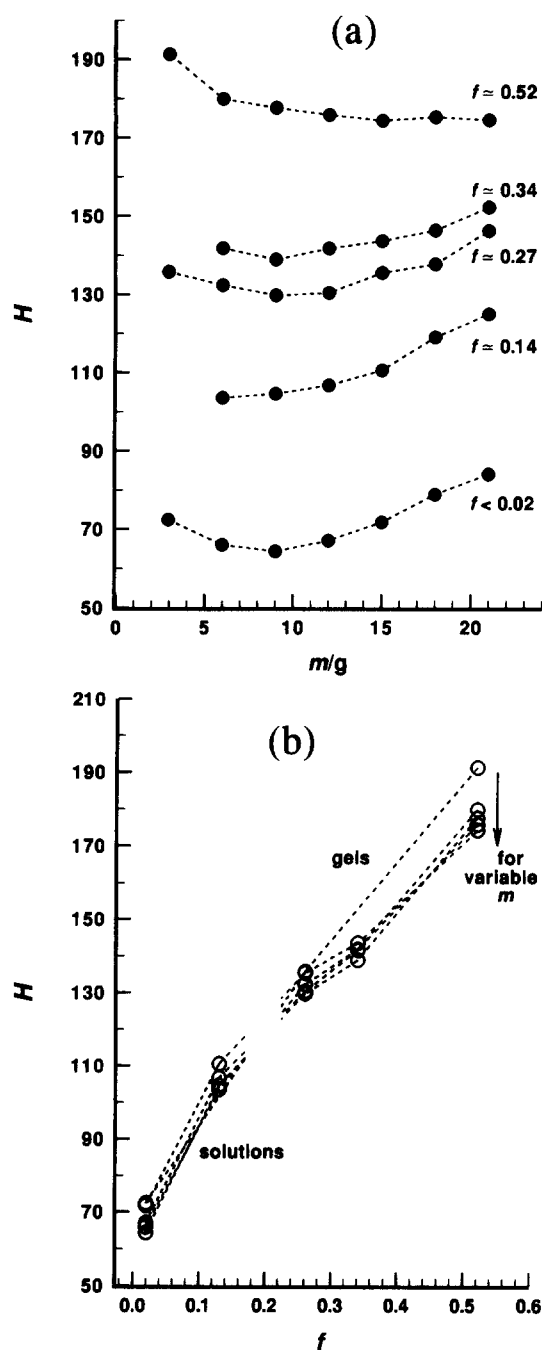 (a)
190
170
150
130
110
90
70
50
H
f ≃ 0.52
f ≃ 0.34
f ≃ 0.27
f ≃ 0.14
f < 0.02
0 5 10 15 20
m/g
(b)
210
190
170
150
130
110
90
70
50
H
gels
for
variable
m
solutions
0.0 0.1 0.2 0.3 0.4 0.5 0.6
f